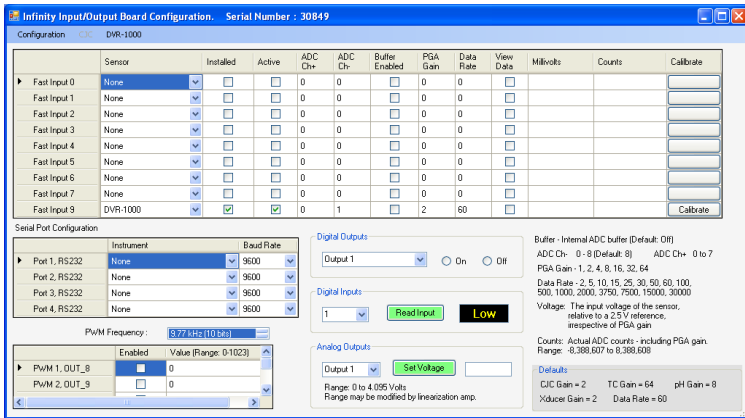 Infinity Input/Output Board Configuration. Serial Number : 30849
Configuration CJC DVR-1000
Sensor Installed Active ADC Ch+ ADC Ch- Buffer Enabled PGA Gain Data Rate View Data Millivolts Counts Calibrate
Fast Input 0 None 0 0 0 0
Fast Input 1 None 0 0 0 0
Fast Input 2 None 0 0 0 0
Fast Input 3 None 0 0 0 0
Fast Input 4 None 0 0 0 0
Fast Input 5 None 0 0 0 0
Fast Input 6 None 0 0 0 0
Fast Input 7 None 0 0 0 0
Fast Input 9 DVR-1000 0 1 2 60 Calibrate
Serial Port Configuration
Instrument Baud Rate
Port 1, RS232 None 9600
Port 2, RS232 None 9600
Port 3, RS232 None 9600
Port 4, RS232 None 9600
PWM Frequency : 9.77 kHz (10 bits)
Enabled Value (Range: 0-1023)
PWM 1, OUT_8 0
PWM 2, OUT_9 0
Digital Outputs
Output 1 On Off
Digital Inputs
1 Read Input Low
Analog Outputs
Output 1 Set Voltage
Range: 0 to 4.095 Volts
Range may be modified by linearization amp.
Buffer - Internal ADC buffer (Default: Off)
ADC Ch- 0 - 8 (Default: 8) ADC Ch+ 0 to 7
PGA Gain - 1, 2, 4, 8, 16, 32, 64
Data Rate - 2, 5, 10, 15, 25, 30, 50, 60, 100,
500, 1000, 2000, 3750, 7500, 15000, 30000
Voltage: The input voltage of the sensor,
relative to a 2.5 V reference,
irrespective of PGA gain
Counts: Actual ADC counts - including PGA gain.
Range: -8,388,607 to 8,388,608
Defaults
CJC Gain = 2 TC Gain = 64 pH Gain = 8
Xducer Gain = 2 Data Rate = 60